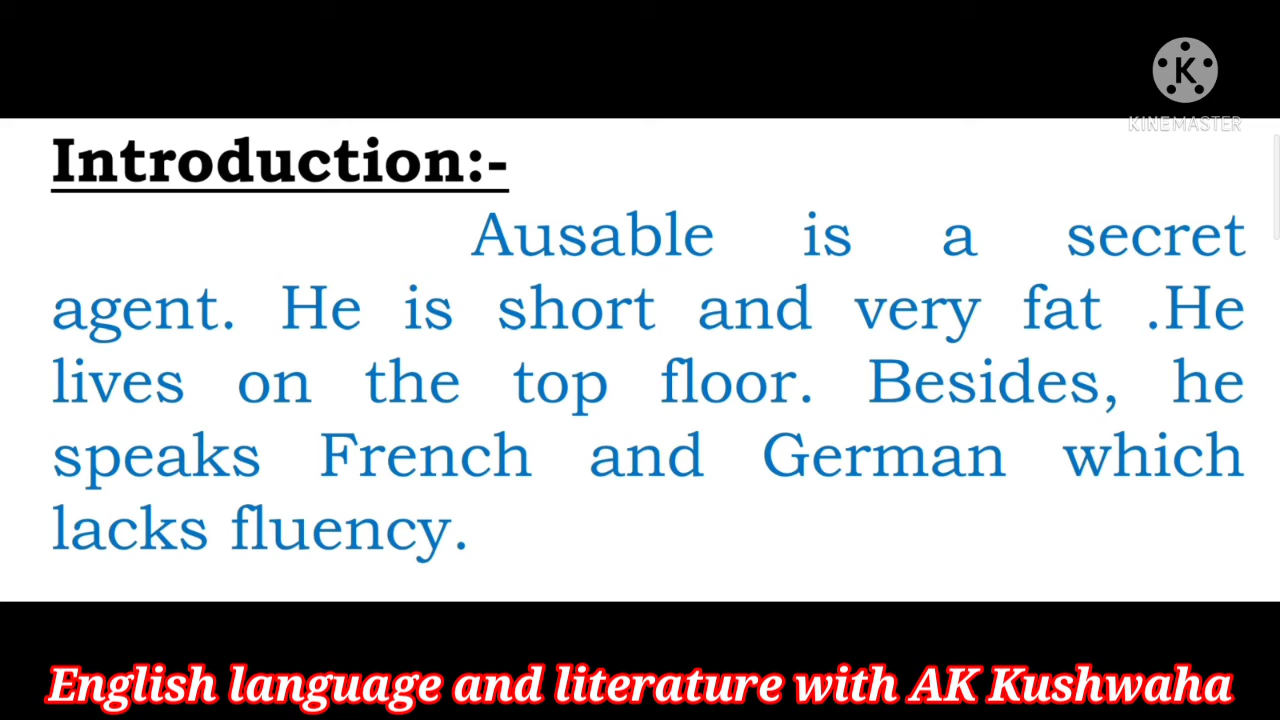 K
KINEMASTER
Introduction:-
Ausable is a secret
agent. He is short and very fat .He
lives on the top floor. Besides, he
speaks French and German which
lacks fluency.
English language and literature with AK Kushwaha